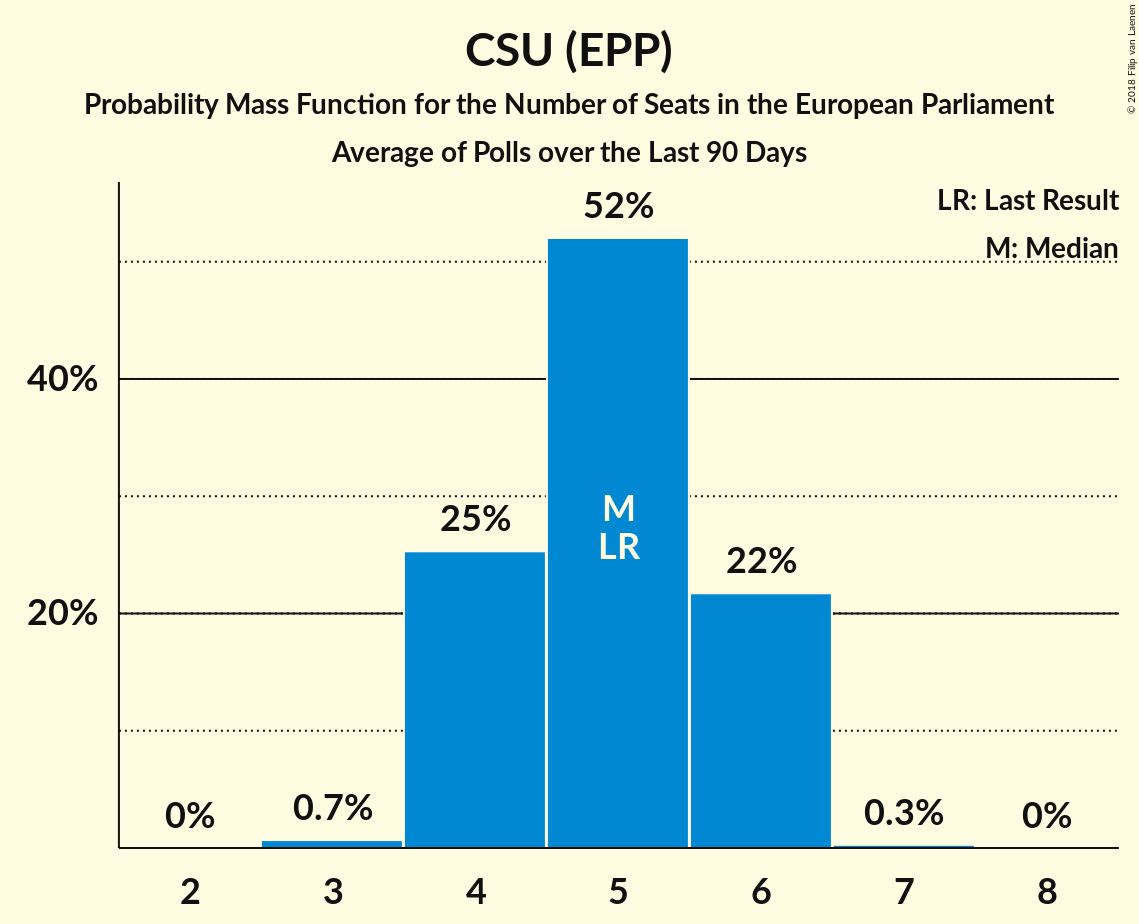 CSU (EPP)
Probability Mass Function for the Number of Seats in the European Parliament
Average of Polls over the Last 90 Days
© 2018 Filip van Laenen
LR: Last Result
M: Median
52%
40%
M
LR
25%
22%
20%
0%
0.7%
0.3%
0%
2 3 4 5 6 7 8